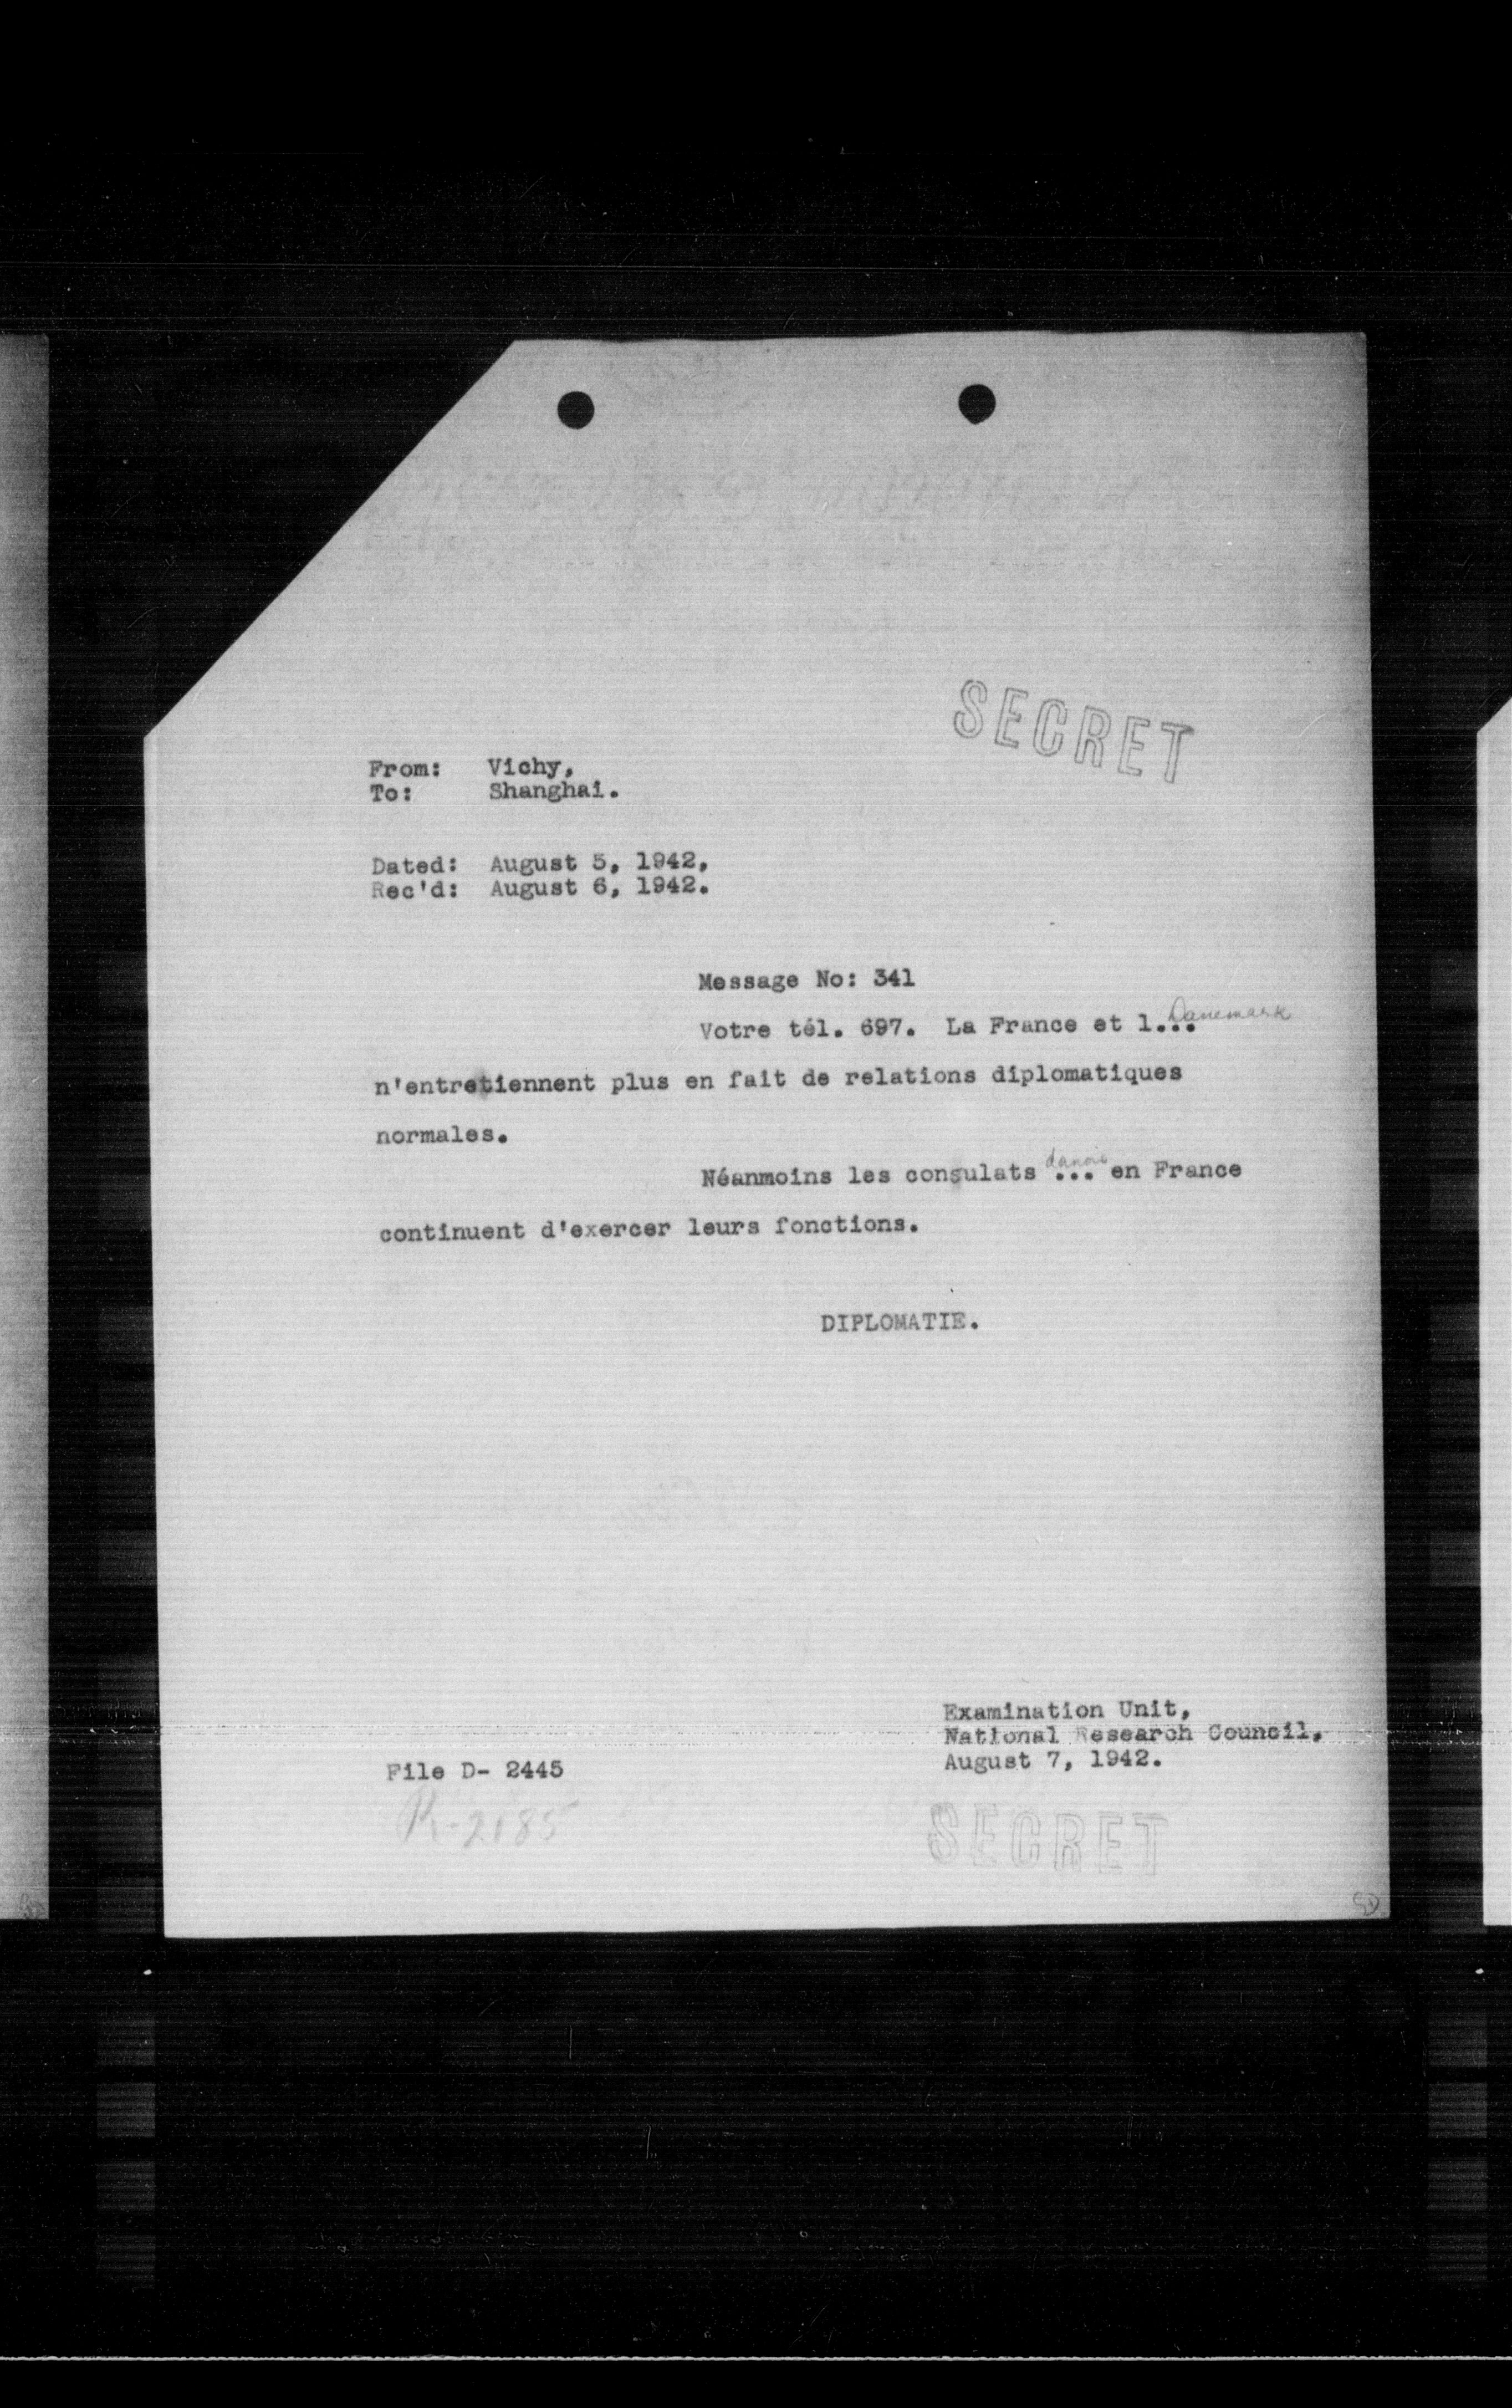 SECRET
From: Vichy,
To: Shanghai.
Dated: August 5, 1942,
Rec'd: August 6, 1942.
Message No: 341
Votre tél. 697. La France et l... Danemark
n'entretiennent plus en fait de relations diplomatiques
normales.
Néanmoins les consulats ... danois en France
continuent d'exercer leurs fonctions.
DIPLOMATIE.
Examination Unit,
National Research Council,
August 7, 1942.
File D- 2445
R-2185
SECRET